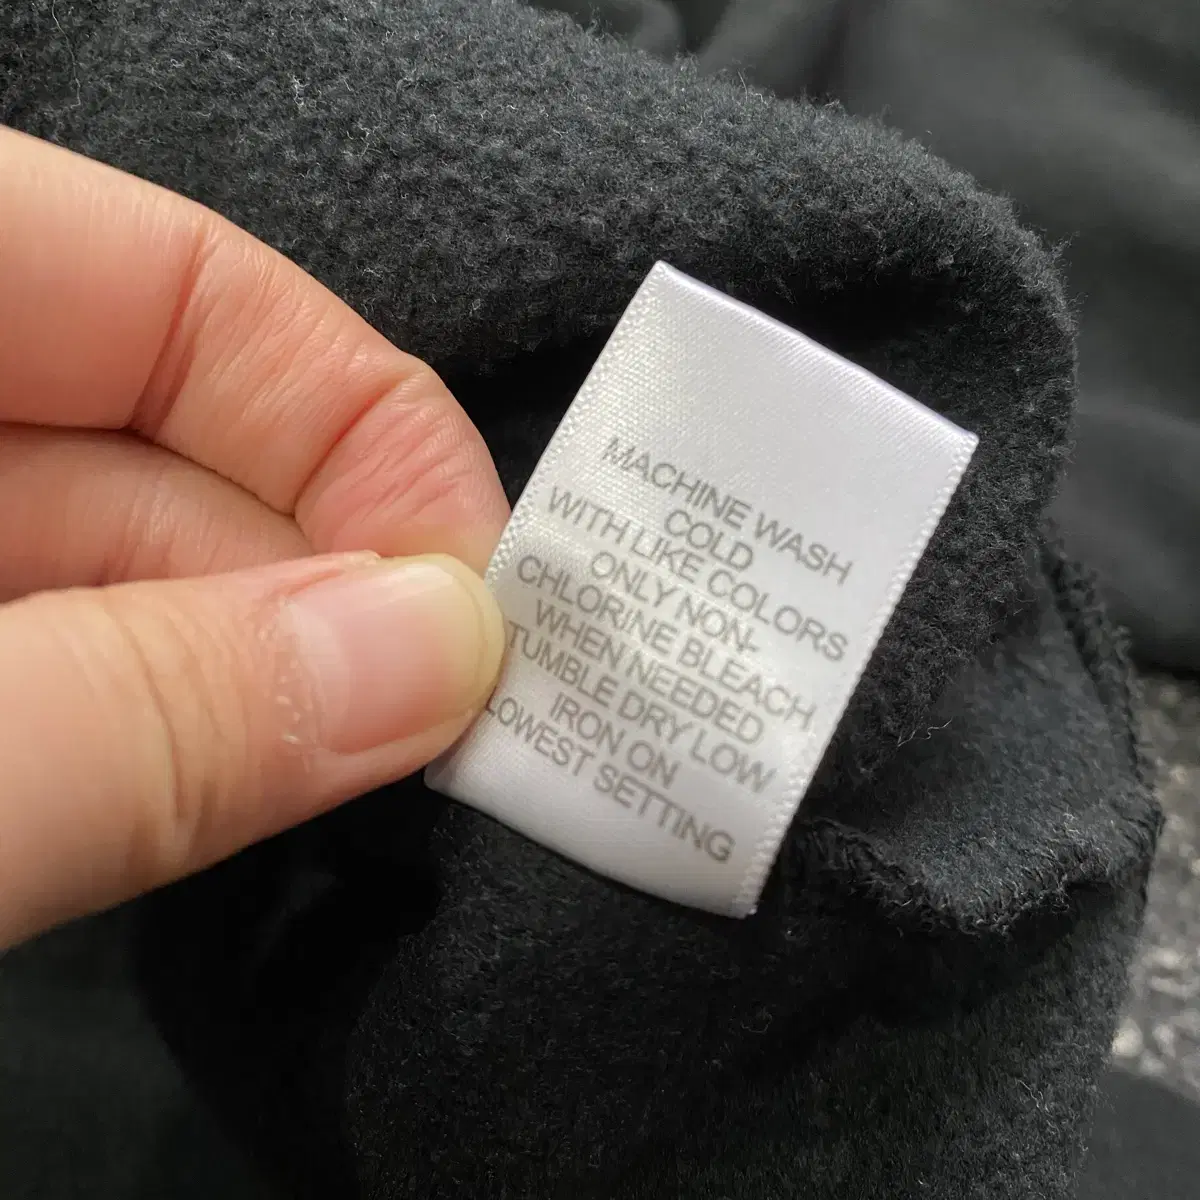 MACHINE WASH
COLD
WITH LIKE COLORS
ONLY NON-
CHLORINE BLEACH
WHEN NEEDED
TUMBLE DRY LOW
IRON ON
LOWEST SETTING